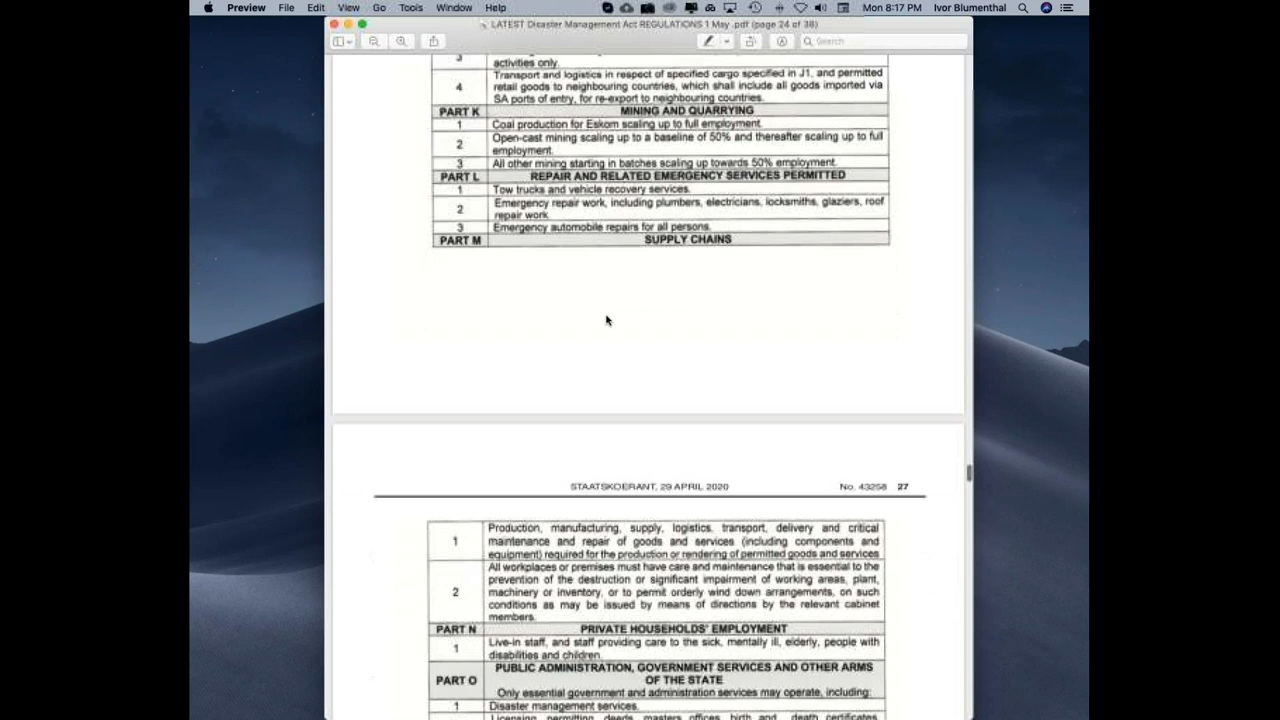 Preview File Edit View Go Tools Window Help Mon 8:17 PM Ivor Blumenthal
LATEST Disaster Management Act REGULATIONS 1 May .pdf (page 24 of 38)
Search
3 activities only.
Transport and logistics in respect of specified cargo specified in J1, and permitted
4 retail goods to neighbouring countries, which shall include all goods imported via
SA ports of entry, for re-export to neighbouring countries.
PART K MINING AND QUARRYING
1 Coal production for Eskom scaling up to full employment.
2 Open-cast mining scaling up to a baseline of 50% and thereafter scaling up to full
employment.
3 All other mining starting in batches scaling up towards 50% employment.
PART L REPAIR AND RELATED EMERGENCY SERVICES PERMITTED
1 Tow trucks and vehicle recovery services.
2 Emergency repair work, including plumbers, electricians, locksmiths, glaziers, roof
repair work.
3 Emergency automobile repairs for all persons.
PART M SUPPLY CHAINS
STAATSKOERANT, 29 APRIL 2020 No. 43258 27
Production, manufacturing, supply, logistics, transport, delivery and critical
1 maintenance and repair of goods and services (including components and
equipment) required for the production or rendering of permitted goods and services
All workplaces or premises must have care and maintenance that is essential to the
prevention of the destruction or significant impairment of working areas, plant,
2 machinery or inventory, or to permit orderly wind down arrangements, on such
conditions as may be issued by means of directions by the relevant cabinet
members.
PART N PRIVATE HOUSEHOLDS' EMPLOYMENT
1 Live-in staff, and staff providing care to the sick, mentally ill, elderly, people with
disabilities and children.
PUBLIC ADMINISTRATION, GOVERNMENT SERVICES AND OTHER ARMS
PART O OF THE STATE
Only essential government and administration services may operate, including:
1 Disaster management services.
Licensing, permitting, deeds, masters offices, birth and death certificates,